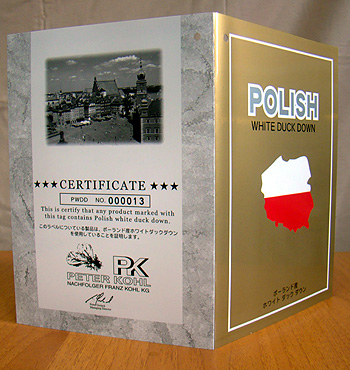 ★★★CERTIFICATE★★★
PWDD NO. 000013
This is certify that any product marked with
this tag contains Polish white duck down.
このラベルについている製品は、ポーランド産ホワイトダックダウン
を使用していることを証明します。
PK
PETER KOHL
NACHFOLGER FRANZ KOHL, KG
POLISH
WHITE DUCK DOWN
ポーランド産
ホワイト ダック ダウン